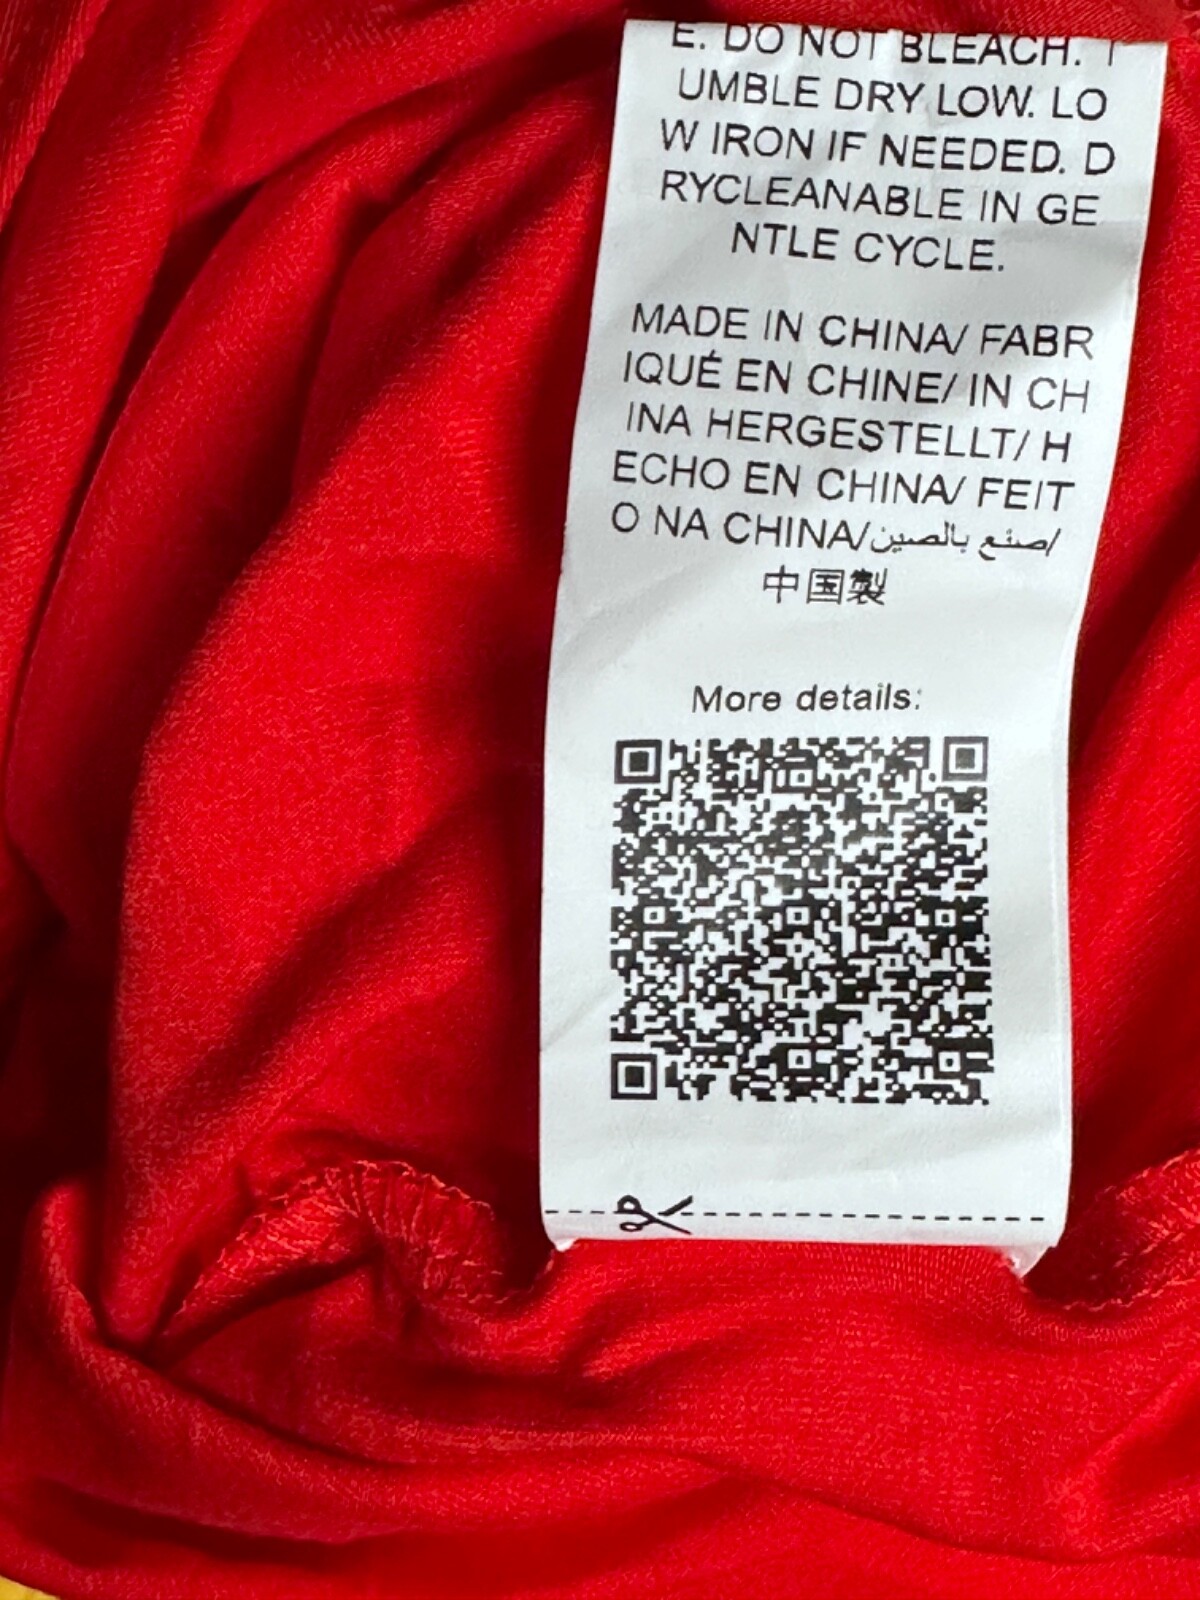 E. DO NOT BLEACH. T
UMBLE DRY LOW. LO
W IRON IF NEEDED. D
RYCLEANABLE IN GE
NTLE CYCLE.
MADE IN CHINA/ FABR
IQUÉ EN CHINE/ IN CH
INA HERGESTELLT/ H
ECHO EN CHINA/ FEIT
O NA CHINA/صنع بالصين/
中国製
More details: